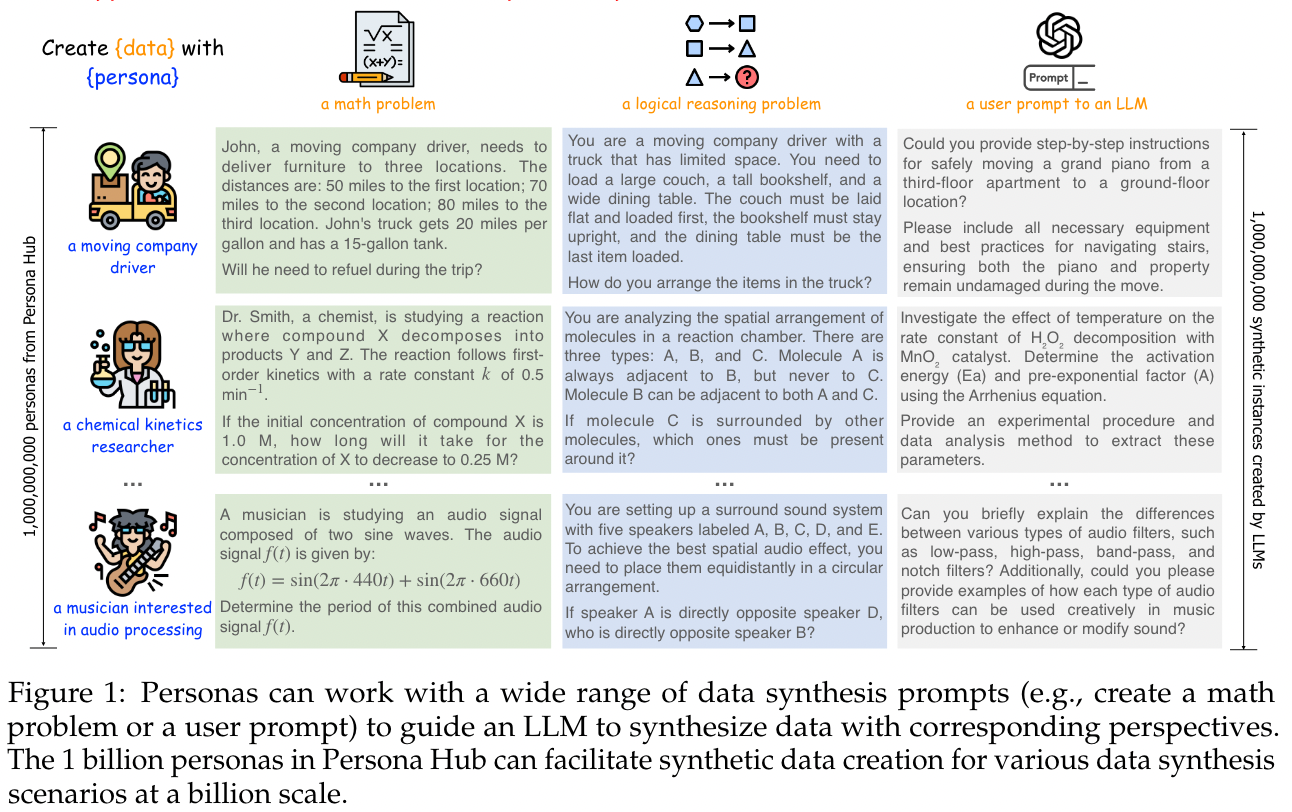 Create {data} with
{persona}
√x
(x+y)=
Prompt _
?
a math problem
a logical reasoning problem
a user prompt to an LLM
1,000,000,000 personas from Persona Hub
a moving company
driver
John, a moving company driver, needs to
deliver furniture to three locations. The
distances are: 50 miles to the first location; 70
miles to the second location; 80 miles to the
third location. John's truck gets 20 miles per
gallon and has a 15-gallon tank.
Will he need to refuel during the trip?
You are a moving company driver with a
truck that has limited space. You need to
load a large couch, a tall bookshelf, and a
wide dining table. The couch must be laid
flat and loaded first, the bookshelf must stay
upright, and the dining table must be the
last item loaded.
How do you arrange the items in the truck?
Could you provide step-by-step instructions
for safely moving a grand piano from a
third-floor apartment to a ground-floor
location?
Please include all necessary equipment
and best practices for navigating stairs,
ensuring both the piano and property
remain undamaged during the move.
a chemical kinetics
researcher
Dr. Smith, a chemist, is studying a reaction
where compound X decomposes into
products Y and Z. The reaction follows first-
order kinetics with a rate constant k of 0.5
min⁻¹.
If the initial concentration of compound X is
1.0 M, how long will it take for the
concentration of X to decrease to 0.25 M?
You are analyzing the spatial arrangement of
molecules in a reaction chamber. There are
three types: A, B, and C. Molecule A is
always adjacent to B, but never to C.
Molecule B can be adjacent to both A and C.
If molecule C is surrounded by other
molecules, which ones must be present
around it?
Investigate the effect of temperature on the
rate constant of H₂O₂ decomposition with
MnO₂ catalyst. Determine the activation
energy (Ea) and pre-exponential factor (A)
using the Arrhenius equation.
Provide an experimental procedure and
data analysis method to extract these
parameters.
...
...
...
...
a musician interested
in audio processing
A musician is studying an audio signal
composed of two sine waves. The audio
signal f(t) is given by:
f(t) = sin(2π · 440t) + sin(2π · 660t)
Determine the period of this combined audio
signal f(t).
You are setting up a surround sound system
with five speakers labeled A, B, C, D, and E.
To achieve the best spatial audio effect, you
need to place them equidistantly in a circular
arrangement.
If speaker A is directly opposite speaker D,
who is directly opposite speaker B?
Can you briefly explain the differences
between various types of audio filters, such
as low-pass, high-pass, band-pass, and
notch filters? Additionally, could you please
provide examples of how each type of audio
filters can be used creatively in music
production to enhance or modify sound?
1,000,000,000 synthetic instances created by LLMs
Figure 1: Personas can work with a wide range of data synthesis prompts (e.g., create a math
problem or a user prompt) to guide an LLM to synthesize data with corresponding perspectives.
The 1 billion personas in Persona Hub can facilitate synthetic data creation for various data synthesis
scenarios at a billion scale.